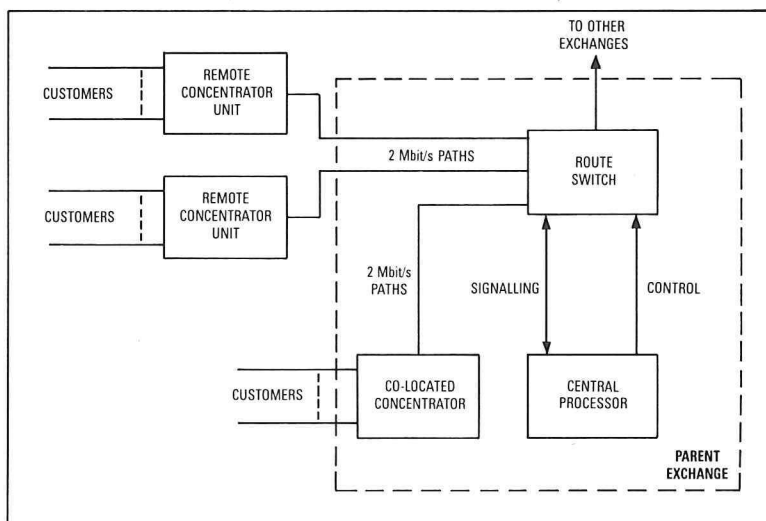 TO OTHER
EXCHANGES
REMOTE
CONCENTRATOR
UNIT
CUSTOMERS
2 Mbit/s PATHS
ROUTE
SWITCH
REMOTE
CONCENTRATOR
UNIT
CUSTOMERS
2 Mbit/s
PATHS
SIGNALLING
CONTROL
CUSTOMERS
CO-LOCATED
CONCENTRATOR
CENTRAL
PROCESSOR
PARENT
EXCHANGE